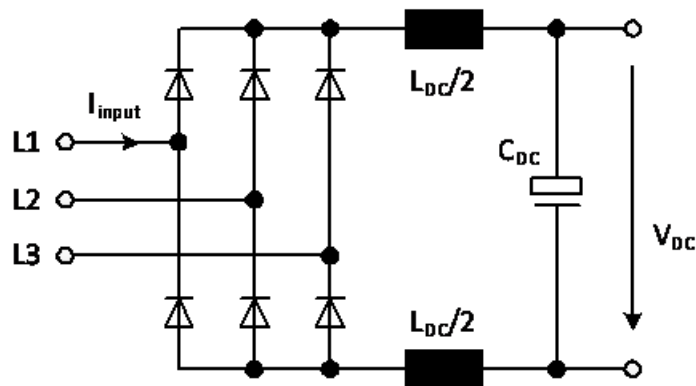 L_DC/2
I_input
L1
C_DC
L2
V_DC
L3
L_DC/2